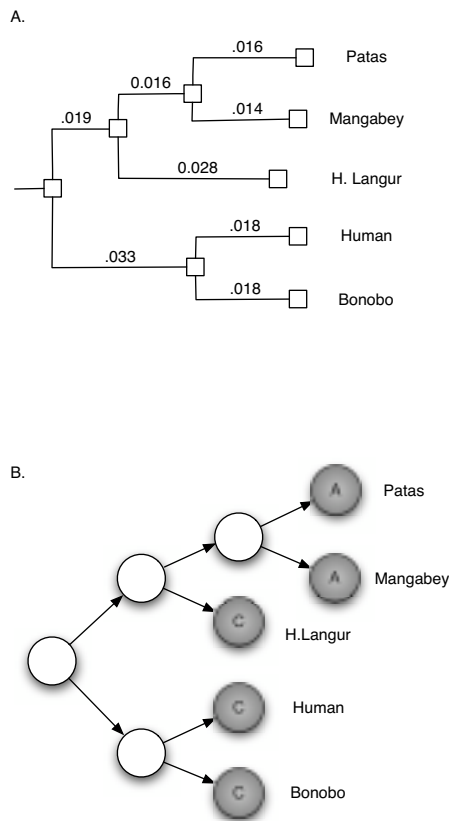 A.
.016
Patas
0.016
.019
.014
Mangabey
0.028
H. Langur
.018
Human
.033
.018
Bonobo
B.
A
Patas
A
Mangabey
C
H.Langur
C
Human
C
Bonobo